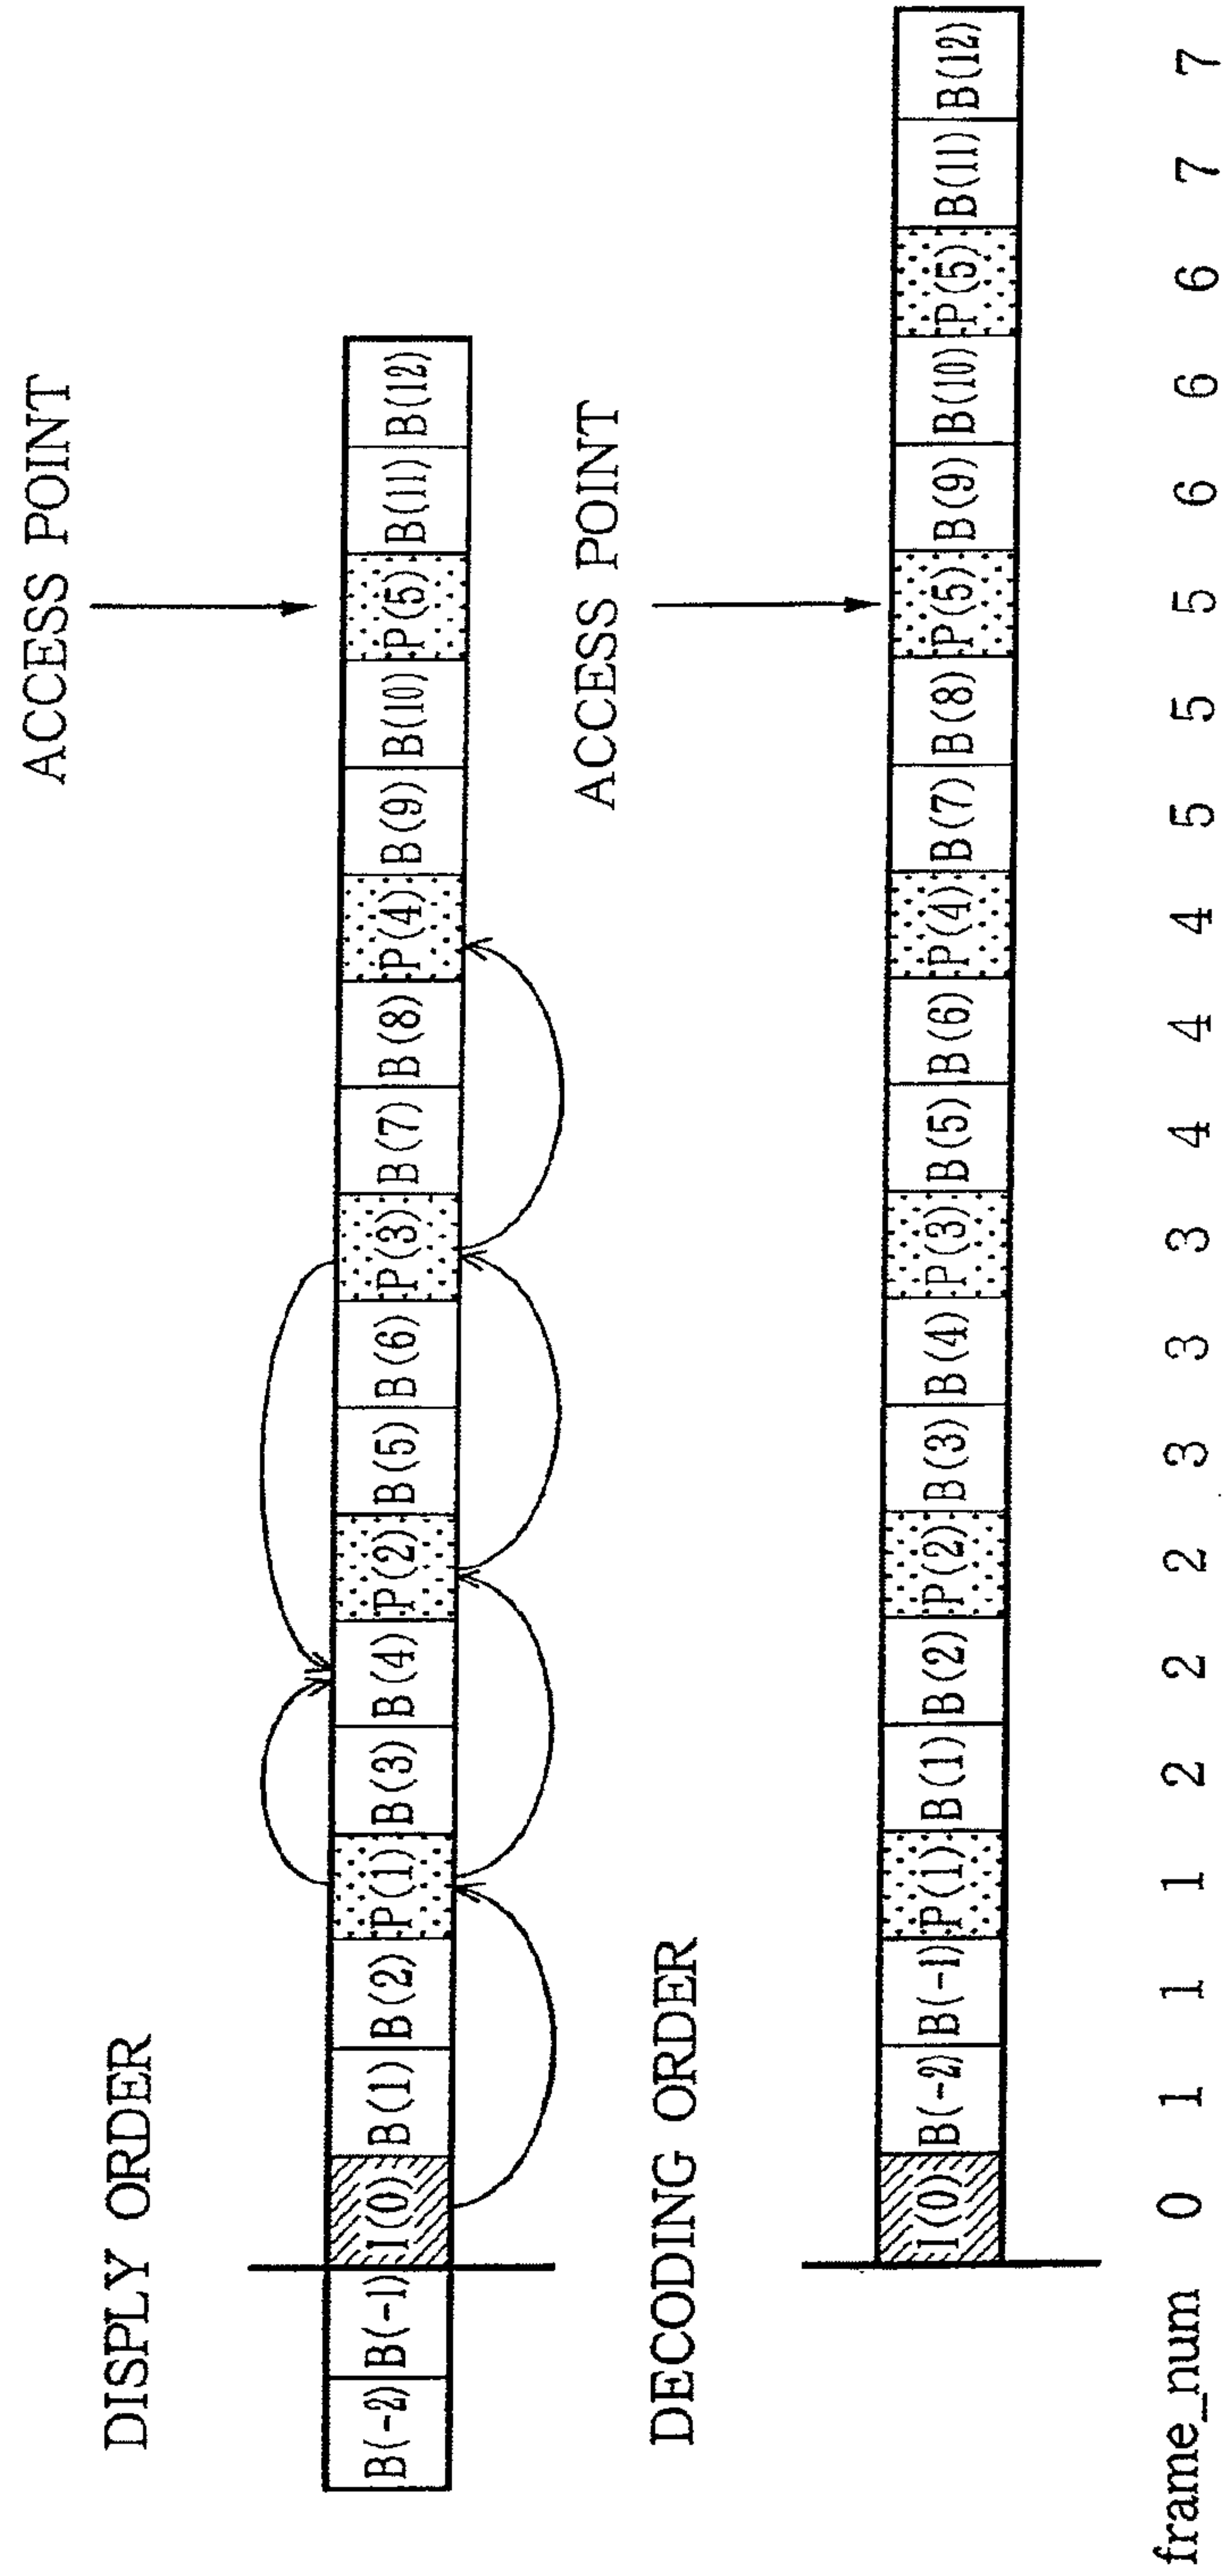 ACCESS POINT
DISPLY ORDER
B(-2) B(-1) I(0) B(1) B(2) P(1) B(3) B(4) P(2) B(5) B(6) P(3) B(7) B(8) P(4) B(9) B(10) P(5) B(11) B(12)
ACCESS POINT
DECODING ORDER
I(0) B(-2) B(-1) P(1) B(1) B(2) P(2) B(3) B(4) P(3) B(5) B(6) P(4) B(7) B(8) P(5) B(9) B(10) P(5) B(11) B(12)
frame_num 0 1 1 1 2 2 2 3 3 3 4 4 4 5 5 5 6 6 6 7 7